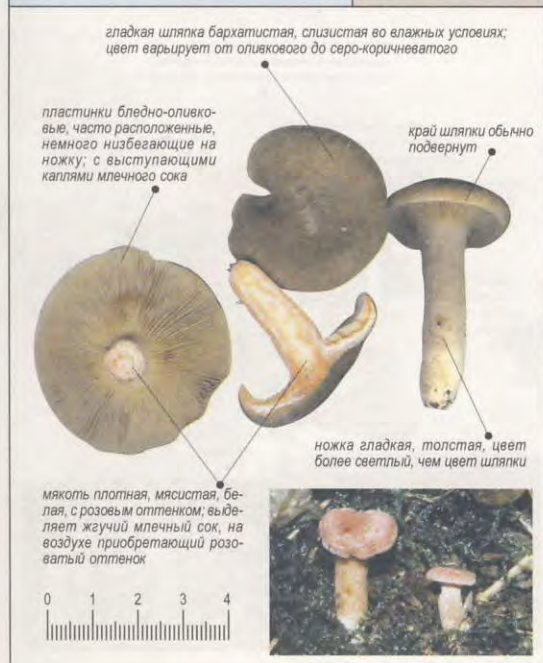 гладкая шляпка бархатистая, слизистая во влажных условиях;
цвет варьирует от оливкового до серо-коричневатого
пластинки бледно-оливко-
вые, часто расположенные,
немного низбегающие на
ножку; с выступающими
каплями млечного сока
край шляпки обычно
подвернут
ножка гладкая, толстая, цвет
более светлый, чем цвет шляпки
мякоть плотная, мясистая, бе-
лая, с розовым оттенком; выде-
ляет жгучий млечный сок, на
воздухе приобретающий розо-
ватый оттенок
0 1 2 3 4